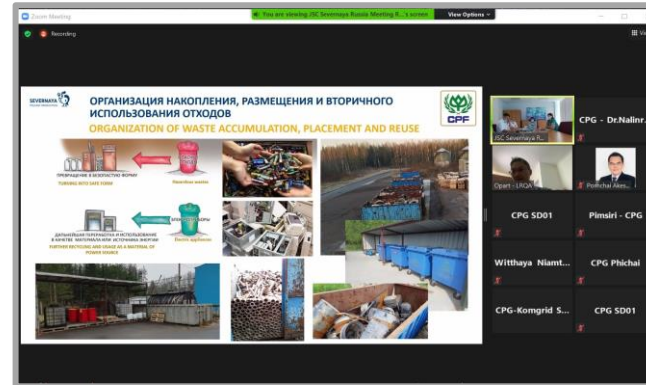 Zoom Meeting
You are viewing JSC Severnaya Russia Meeting R...'s screen
View Options
Recording
SEVERNAYA
ОРГАНИЗАЦИЯ НАКОПЛЕНИЯ, РАЗМЕЩЕНИЯ И ВТОРИЧНОГО
ИСПОЛЬЗОВАНИЯ ОТХОДОВ
ORGANIZATION OF WASTE ACCUMULATION, PLACEMENT AND REUSE
CPF
ПРЕВРАЩЕНИЕ В БЕЗОПАСНУЮ ФОРМУ
TURNING INTO SAFE FORM
Hazardous wastes
ДАЛЬНЕЙШАЯ ПЕРЕРАБОТКА И ИСПОЛЬЗОВАНИЕ
В КАЧЕСТВЕ МАТЕРИАЛА ИЛИ ИСТОЧНИКА ЭНЕРГИИ
FURTHER RECYCLING AND USAGE AS A MATERIAL OF
POWER SOURCE
ЭЛЕКТРОПРИБОРЫ
Electric appliances
JSC Severnaya R...
CPG - Dr.Nalinr...
Opart - LRQA
Pornchai Akes...
CPG SD01
Pimsiri - CPG
Witthaya Niamt...
CPG Phichai
CPG-Komgrid S...
CPG SD01